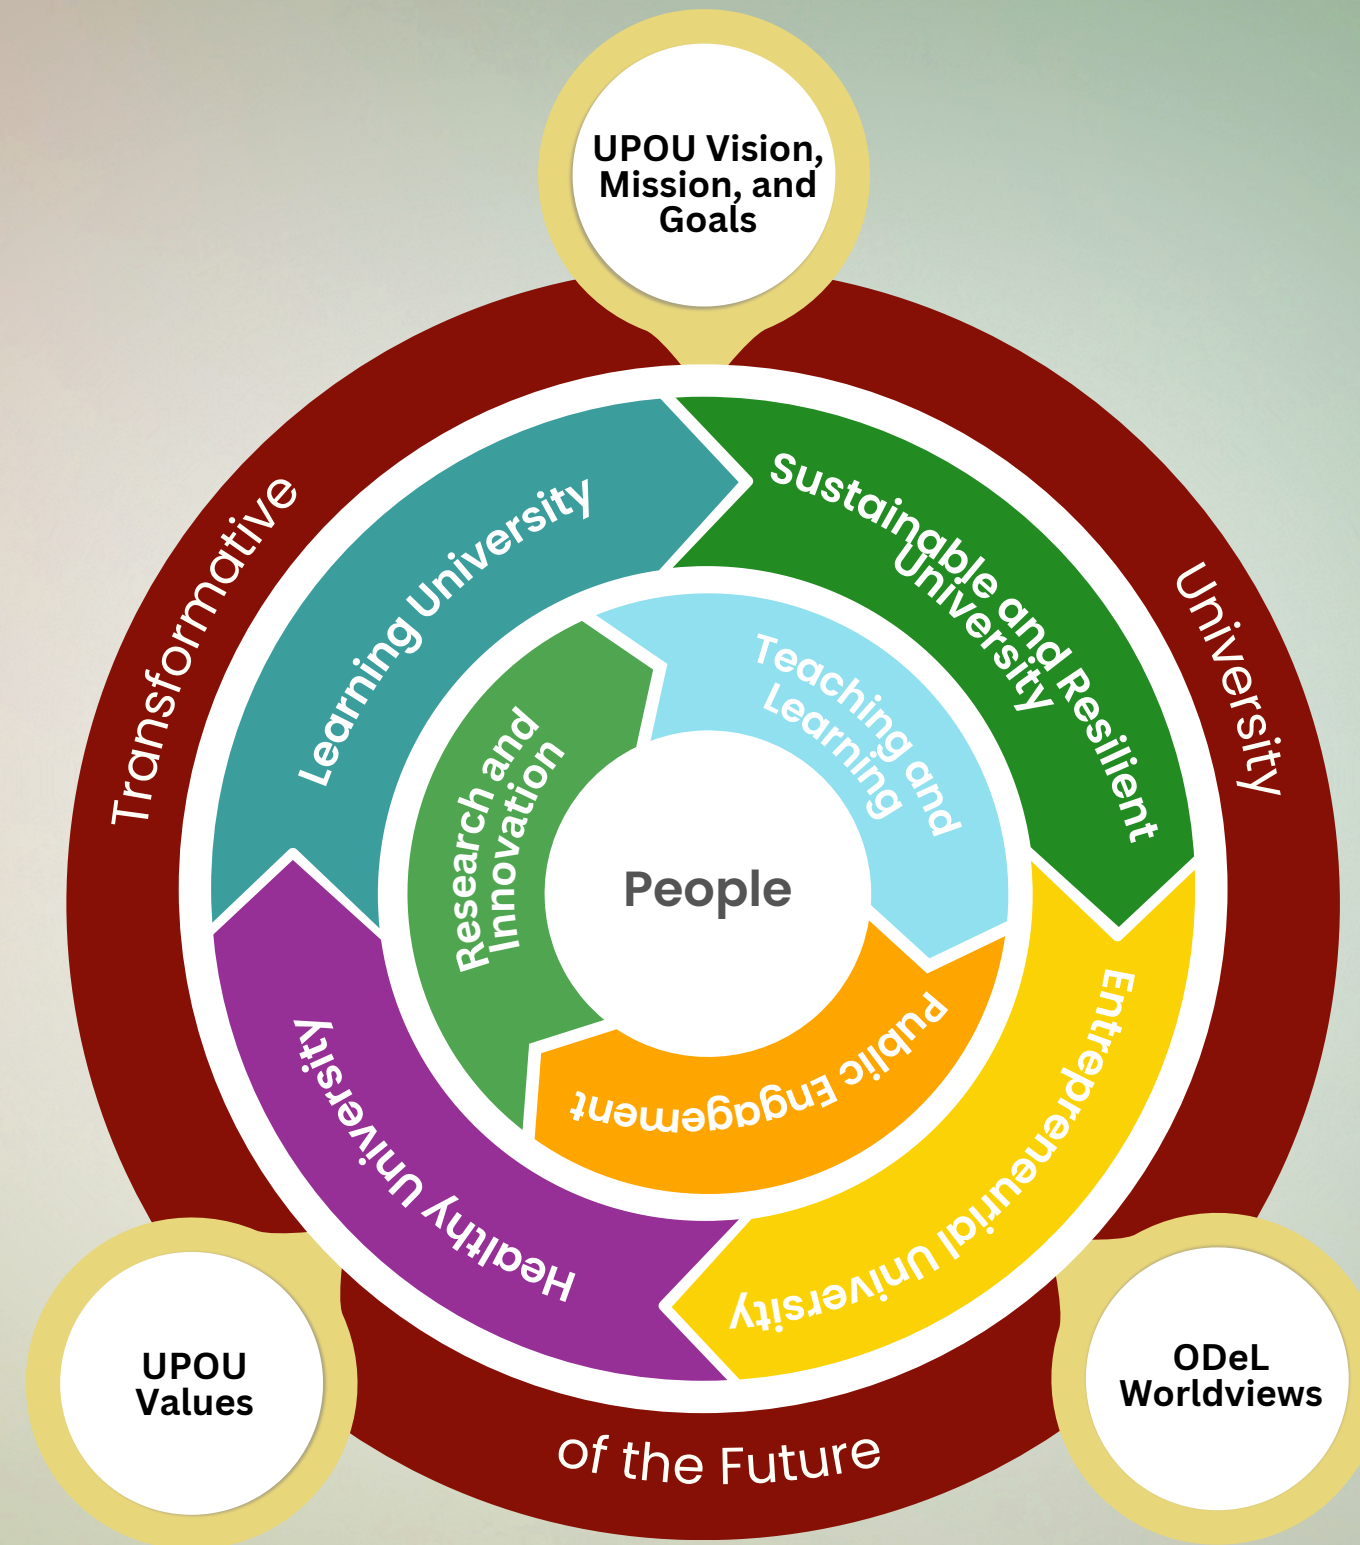 UPOU Vision,
Mission, and
Goals
Transformative
University
of the Future
Learning University
Sustainable and Resilient
University
Entrepreneurial University
Healthy University
Research and
Innovation
Teaching and
Learning
Public Engagement
People
UPOU
Values
ODeL
Worldviews